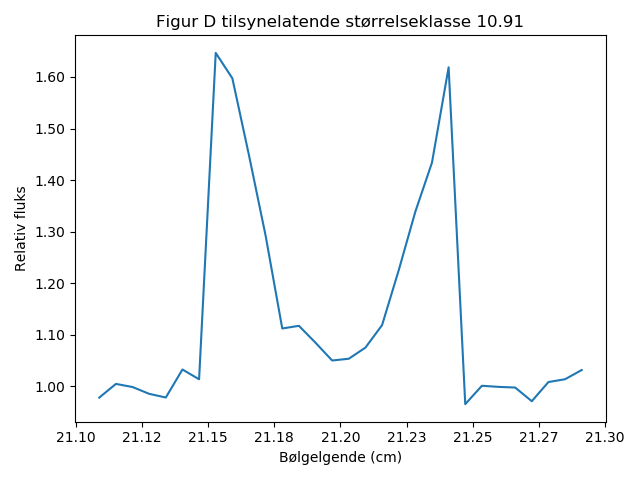 Figur D tilsynelatende størrelseklasse 10.91
1.60
1.50
1.40
1.30
1.20
1.10
1.00
Relativ fluks
21.10 21.12 21.15 21.18 21.20 21.23 21.25 21.27 21.30
Bølgelgende (cm)